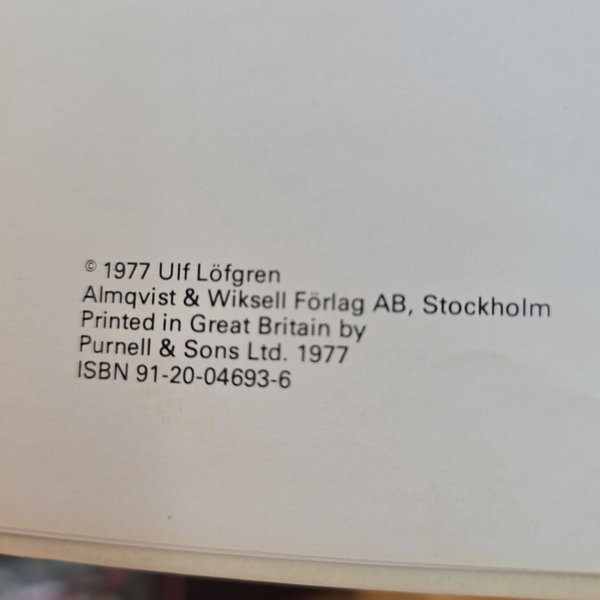 © 1977 Ulf Löfgren
Almqvist & Wiksell Förlag AB, Stockholm
Printed in Great Britain by
Purnell & Sons Ltd. 1977
ISBN 91-20-04693-6